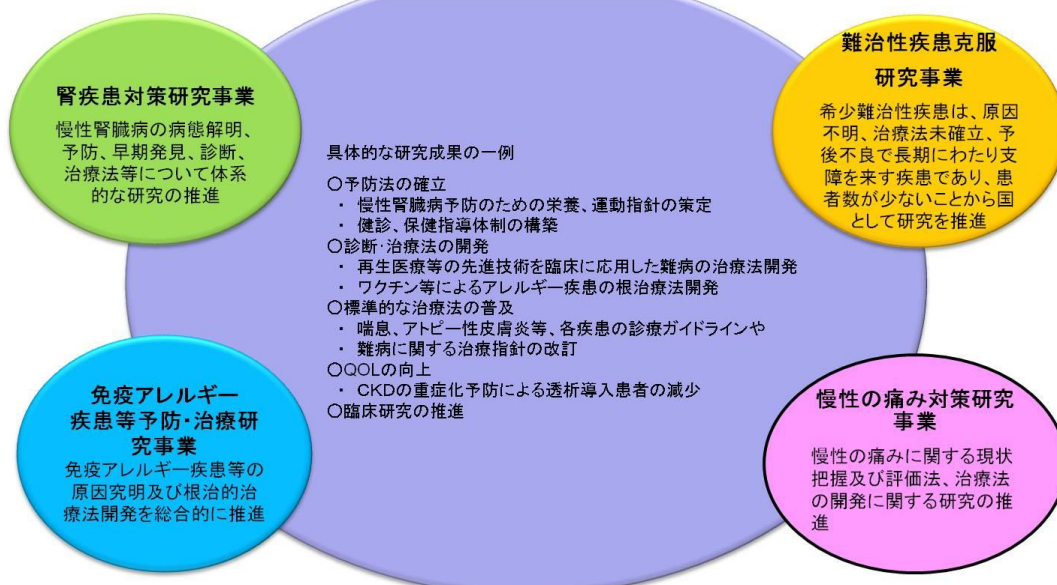 腎疾患対策研究事業
慢性腎臓病の病態解明、
予防、早期発見、診断、
治療法等について体系
的な研究の推進
難治性疾患克服
研究事業
希少難治性疾患は、原因
不明、治療法未確立、予
後不良で長期にわたり支
障を来す疾患であり、患
者数が少ないことから国
として研究を推進
具体的な研究成果の一例
○予防法の確立
・ 慢性腎臓病予防のための栄養、運動指針の策定
・ 健診、保健指導体制の構築
○診断・治療法の開発
・ 再生医療等の先進技術を臨床に応用した難病の治療法開発
・ ワクチン等によるアレルギー疾患の根治療法開発
○標準的な治療法の普及
・ 喘息、アトピー性皮膚炎等、各疾患の診療ガイドラインや
・ 難病に関する治療指針の改訂
○QOLの向上
・ CKDの重症化予防による透析導入患者の減少
○臨床研究の推進
免疫アレルギー
疾患等予防・治療研
究事業
免疫アレルギー疾患等の
原因究明及び根治的治
療法開発を総合的に推進
慢性の痛み対策研究
事業
慢性の痛みに関する現状
把握及び評価法、治療法
の開発に関する研究の推
進